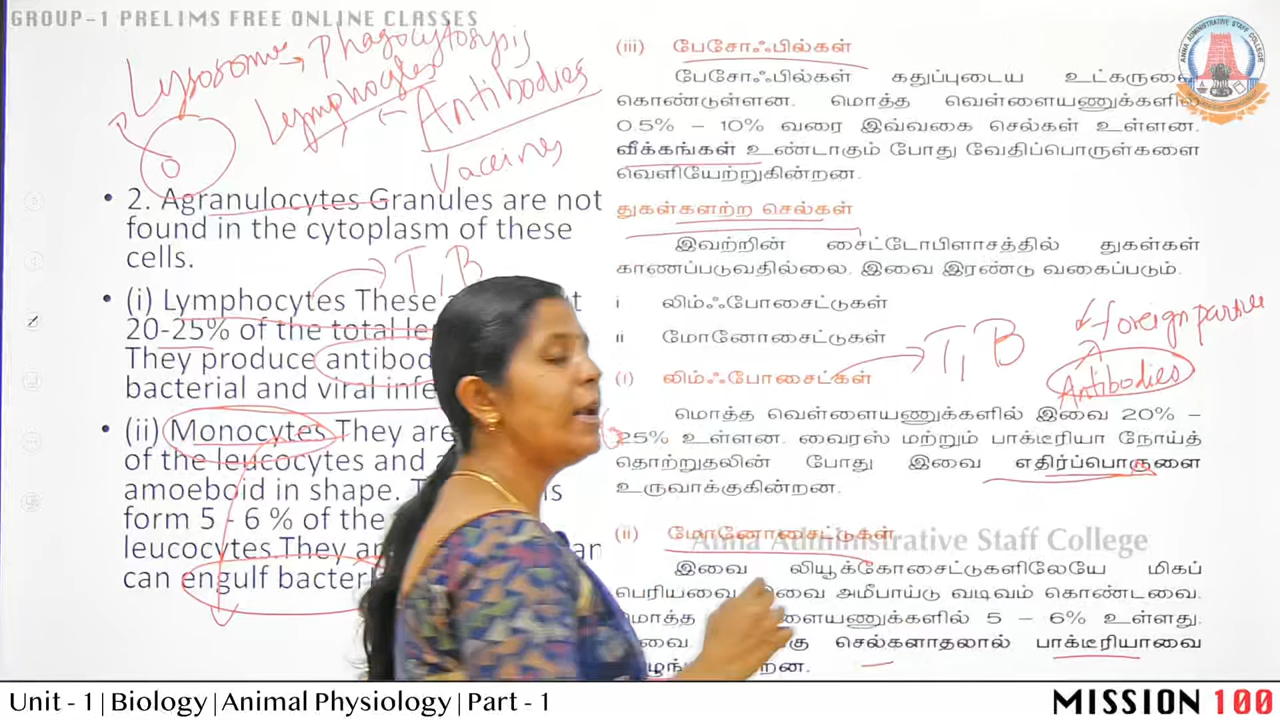 GROUP-1 PRELIMS FREE ONLINE CLASSES
Lysosome → Phagocytosis
Lymphocytes
Antibodies
Vaccines
• 2. Agranulocytes Granules are not
found in the cytoplasm of these
cells.
T, B
• (i) Lymphocytes These
20-25% of the total
They produce
bacterial and viral
• (ii) Monocytes They are
of the leucocytes and
amoeboid in shape.
form 5 - 6 % of the
leucocytes They
can engulf
(iii) பேசோஃபில்கள்
பேசோஃபில்கள் கதுப்புடைய உட்கருவை
கொண்டுள்ளன. மொத்த வெள்ளையணுக்களில்
0.5% – 10% வரை இவ்வகை செல்கள் உள்ளன.
வீக்கங்கள் உண்டாகும் போது வேதிப்பொருள்களை
வெளியேற்றுகின்றன.
துகள்களற்ற செல்கள்
இவற்றின் சைட்டோபிளாசத்தில் துகள்கள்
காணப்படுவதில்லை. இவை இரண்டு வகைப்படும்.
i லிம்ஃபோசைட்டுகள்
ii மோனோசைட்டுகள்
foreign particle
T, B
Antibodies
(i) லிம்ஃபோசைட்கள்
மொத்த வெள்ளையணுக்களில் இவை 20% –
25% உள்ளன. வைரஸ் மற்றும் பாக்டீரியா நோய்த்
தொற்றுதலின் போது இவை எதிர்ப்பொருளை
உருவாக்குகின்றன.
(ii) மோனோசைட்டுகள்
Anna Administrative Staff College
இவை லியூக்கோசைட்டுகளிலேயே மிகப்
பெரியவை. இவை அமீபாய்டு வடிவம் கொண்டவை.
மொத்த 5 – 6% உள்ளது.
செல்களாதலால் பாக்டீரியாவை
Unit - 1 | Biology | Animal Physiology | Part - 1
MISSION 100